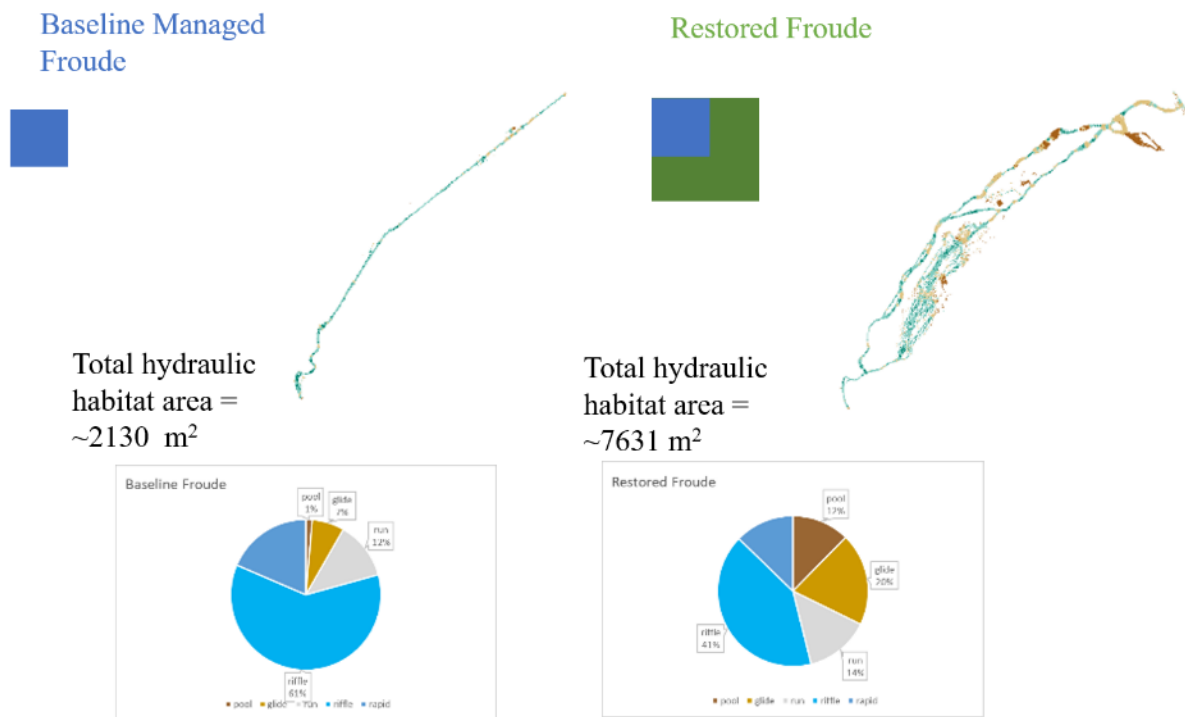 Baseline Managed
Froude
Restored Froude
Total hydraulic
habitat area =
~2130 m²
Total hydraulic
habitat area =
~7631 m²
Baseline Froude
pool
1%
glide
7%
run
12%
riffle
61%
pool glide run riffle rapid
Restored Froude
pool
12%
glide
20%
riffle
41%
run
14%
pool glide run riffle rapid